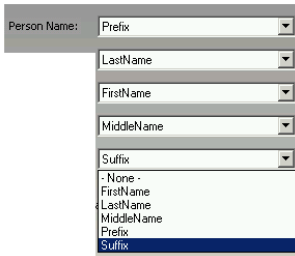 Person Name: Prefix
LastName
FirstName
MiddleName
Suffix
- None -
FirstName
LastName
MiddleName
Prefix
Suffix